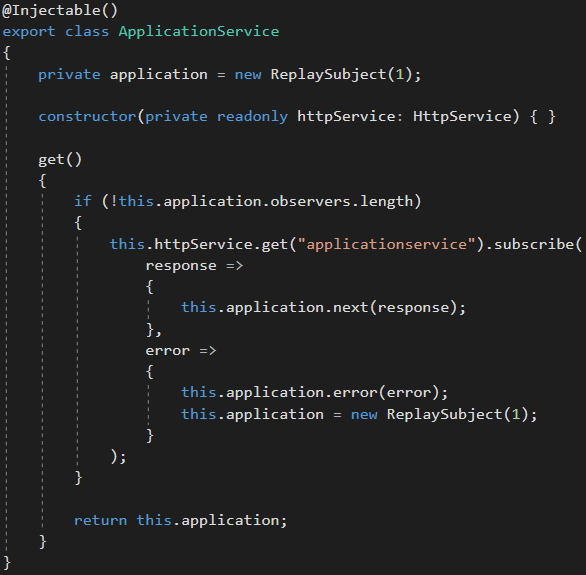 @Injectable()
export class ApplicationService
{
    private application = new ReplaySubject(1);
    constructor(private readonly httpService: HttpService) { }
    get()
    {
        if (!this.application.observers.length)
        {
            this.httpService.get("applicationservice").subscribe(
                response =>
                {
                    this.application.next(response);
                },
                error =>
                {
                    this.application.error(error);
                    this.application = new ReplaySubject(1);
                }
            );
        }
        return this.application;
    }
}